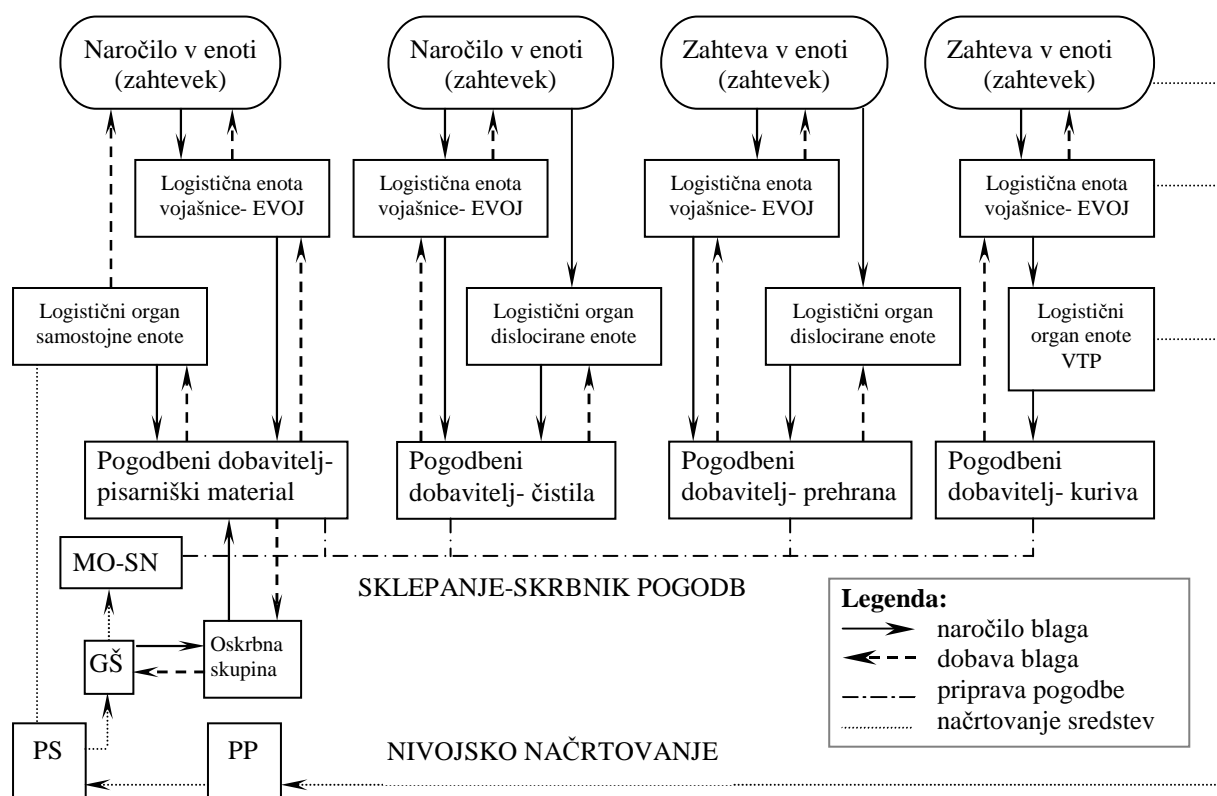 Naročilo v enoti
(zahtevek)
Naročilo v enoti
(zahtevek)
Zahteva v enoti
(zahtevek)
Zahteva v enoti
(zahtevek)
Logistična enota
vojašnice- EVOJ
Logistična enota
vojašnice- EVOJ
Logistična enota
vojašnice- EVOJ
Logistična enota
vojašnice- EVOJ
Logistični organ
samostojne enote
Logistični organ
dislocirane enote
Logistični organ
dislocirane enote
Logistični
organ enote
VTP
Pogodbeni dobavitelj-
pisarniški material
Pogodbeni
dobavitelj- čistila
Pogodbeni
dobavitelj- prehrana
Pogodbeni
dobavitelj- kuriva
MO-SN
SKLEPANJE-SKRBNIK POGODB
GŠ
Oskrbna
skupina
Legenda:
naročilo blaga
dobava blaga
priprava pogodbe
načrtovanje sredstev
PS
PP
NIVOJSKO NAČRTOVANJE